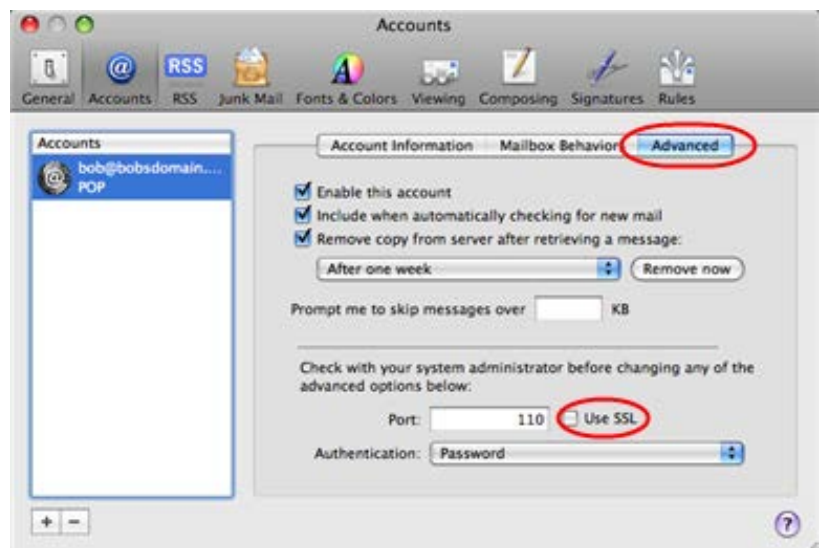 Accounts
RSS
General Accounts RSS Junk Mail Fonts & Colors Viewing Composing Signatures Rules
Accounts
bob@bobsdomain....
POP
Account Information Mailbox Behaviors Advanced
Enable this account
Include when automatically checking for new mail
Remove copy from server after retrieving a message:
After one week Remove now
Prompt me to skip messages over KB
Check with your system administrator before changing any of the
advanced options below:
Port: 110 Use SSL
Authentication: Password
+ − ?